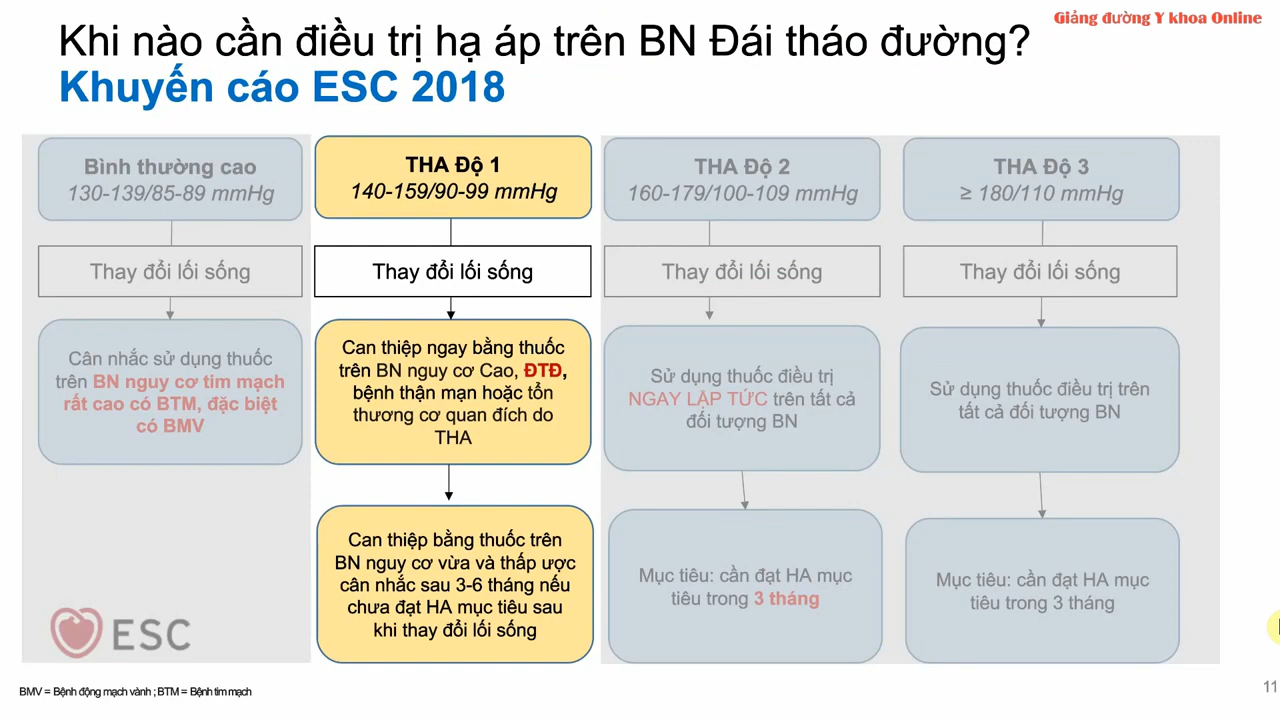 Giảng đường Y khoa Online
Khi nào cần điều trị hạ áp trên BN Đái tháo đường?
Khuyến cáo ESC 2018
Bình thường cao
130-139/85-89 mmHg
Thay đổi lối sống
Cân nhắc sử dụng thuốc
trên BN nguy cơ tim mạch
rất cao có BTM, đặc biệt
có BMV
THA Độ 1
140-159/90-99 mmHg
Thay đổi lối sống
Can thiệp ngay bằng thuốc
trên BN nguy cơ Cao, ĐTĐ,
bệnh thận mạn hoặc tổn
thương cơ quan đích do
THA
Can thiệp bằng thuốc trên
BN nguy cơ vừa và thấp ược
cân nhắc sau 3-6 tháng nếu
chưa đạt HA mục tiêu sau
khi thay đổi lối sống
THA Độ 2
160-179/100-109 mmHg
Thay đổi lối sống
Sử dụng thuốc điều trị
NGAY LẬP TỨC trên tất cả
đối tượng BN
Mục tiêu: cần đạt HA mục
tiêu trong 3 tháng
THA Độ 3
≥ 180/110 mmHg
Thay đổi lối sống
Sử dụng thuốc điều trị trên
tất cả đối tượng BN
Mục tiêu: cần đạt HA mục
tiêu trong 3 tháng
ESC
BMV = Bệnh động mạch vành ; BTM = Bệnh tim mạch
11